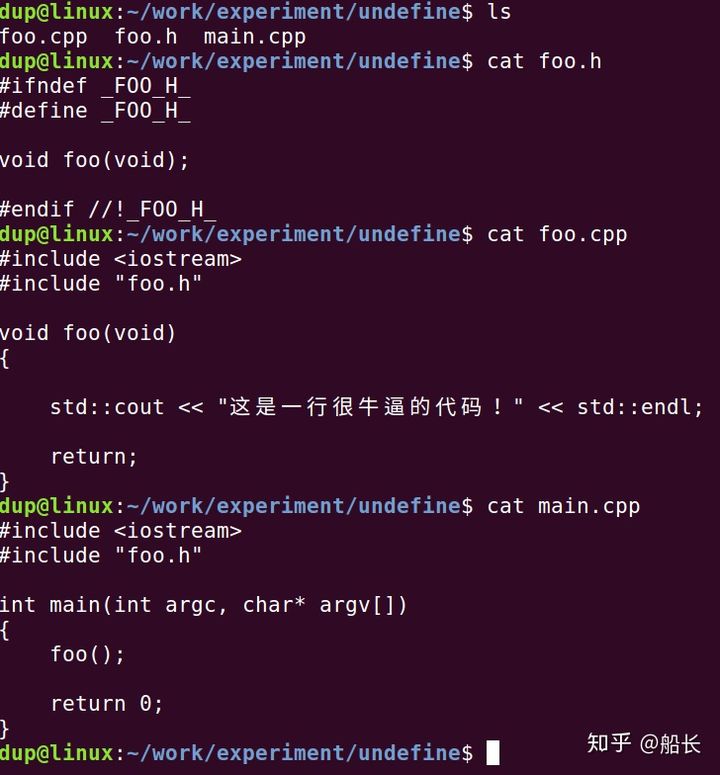 dup@linux:~/work/experiment/undefine$ ls
foo.cpp  foo.h  main.cpp
dup@linux:~/work/experiment/undefine$ cat foo.h
#ifndef _FOO_H_
#define _FOO_H_

void foo(void);

#endif //!_FOO_H_
dup@linux:~/work/experiment/undefine$ cat foo.cpp
#include <iostream>
#include "foo.h"

void foo(void)
{

    std::cout << "这是一行很牛逼的代码！" << std::endl;

    return;
}
dup@linux:~/work/experiment/undefine$ cat main.cpp
#include <iostream>
#include "foo.h"

int main(int argc, char* argv[])
{
    foo();

    return 0;
}
dup@linux:~/work/experiment/undefine$
知乎 @船长